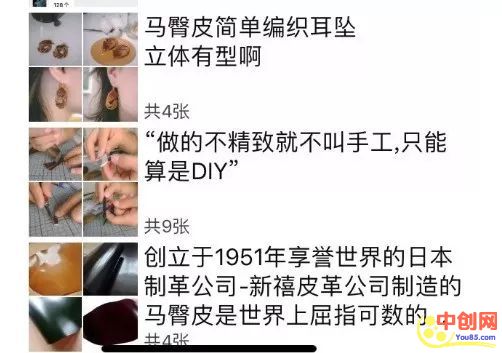 128个
马臀皮简单编织耳坠
立体有型啊
共4张
“做的不精致就不叫手工,只能
算是DIY”
共9张
创立于1951年享誉世界的日本
制革公司-新禧皮革公司制造的
马臀皮是世界上屈指可数的
共4张
中创网
You85.com